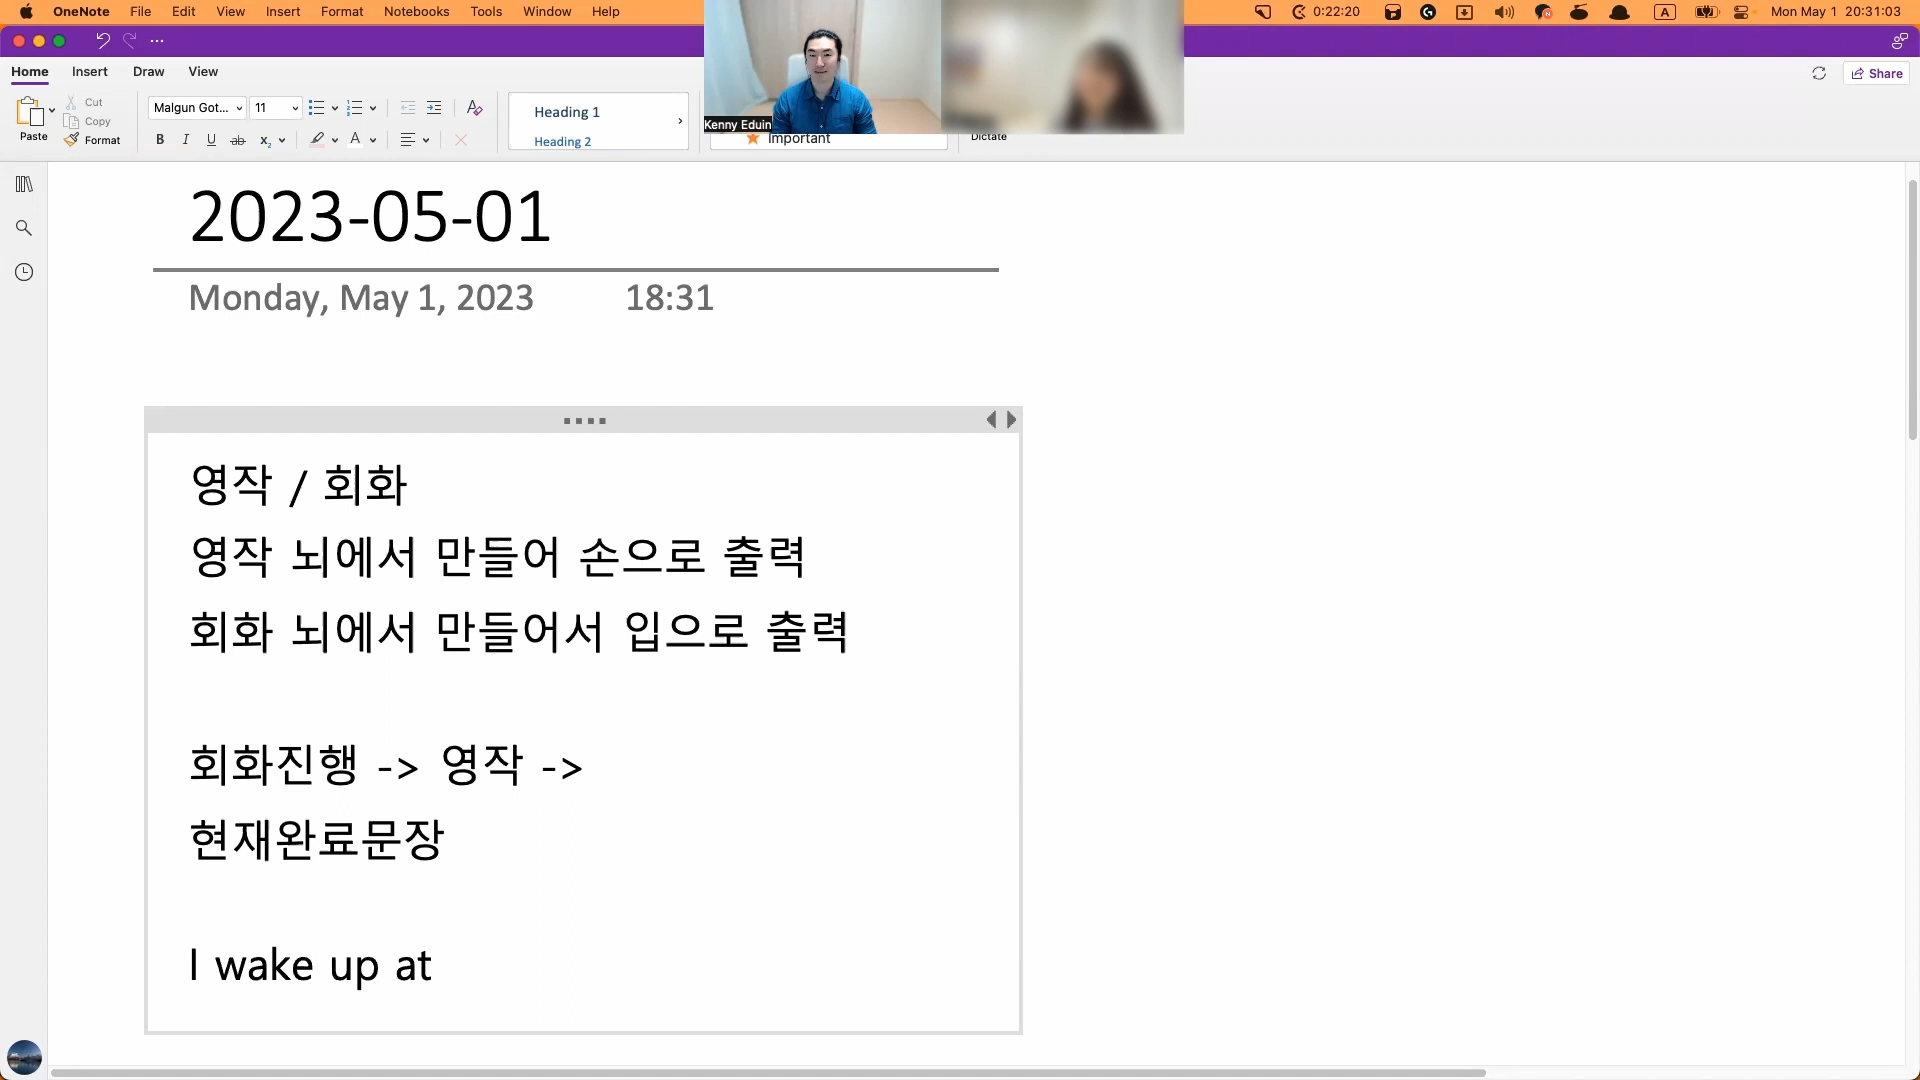 OneNote File Edit View Insert Format Notebooks Tools Window Help 0:22:20 A Mon May 1 20:31:03
Home Insert Draw View Share
Paste Cut Copy Format
Malgun Got... 11
B I U ab x₂ A
Heading 1
Heading 2
Important
Dictate
Kenny Eduin
2023-05-01
Monday, May 1, 2023 18:31
영작 / 회화
영작 뇌에서 만들어 손으로 출력
회화 뇌에서 만들어서 입으로 출력
회화진행 -> 영작 ->
현재완료문장
I wake up at